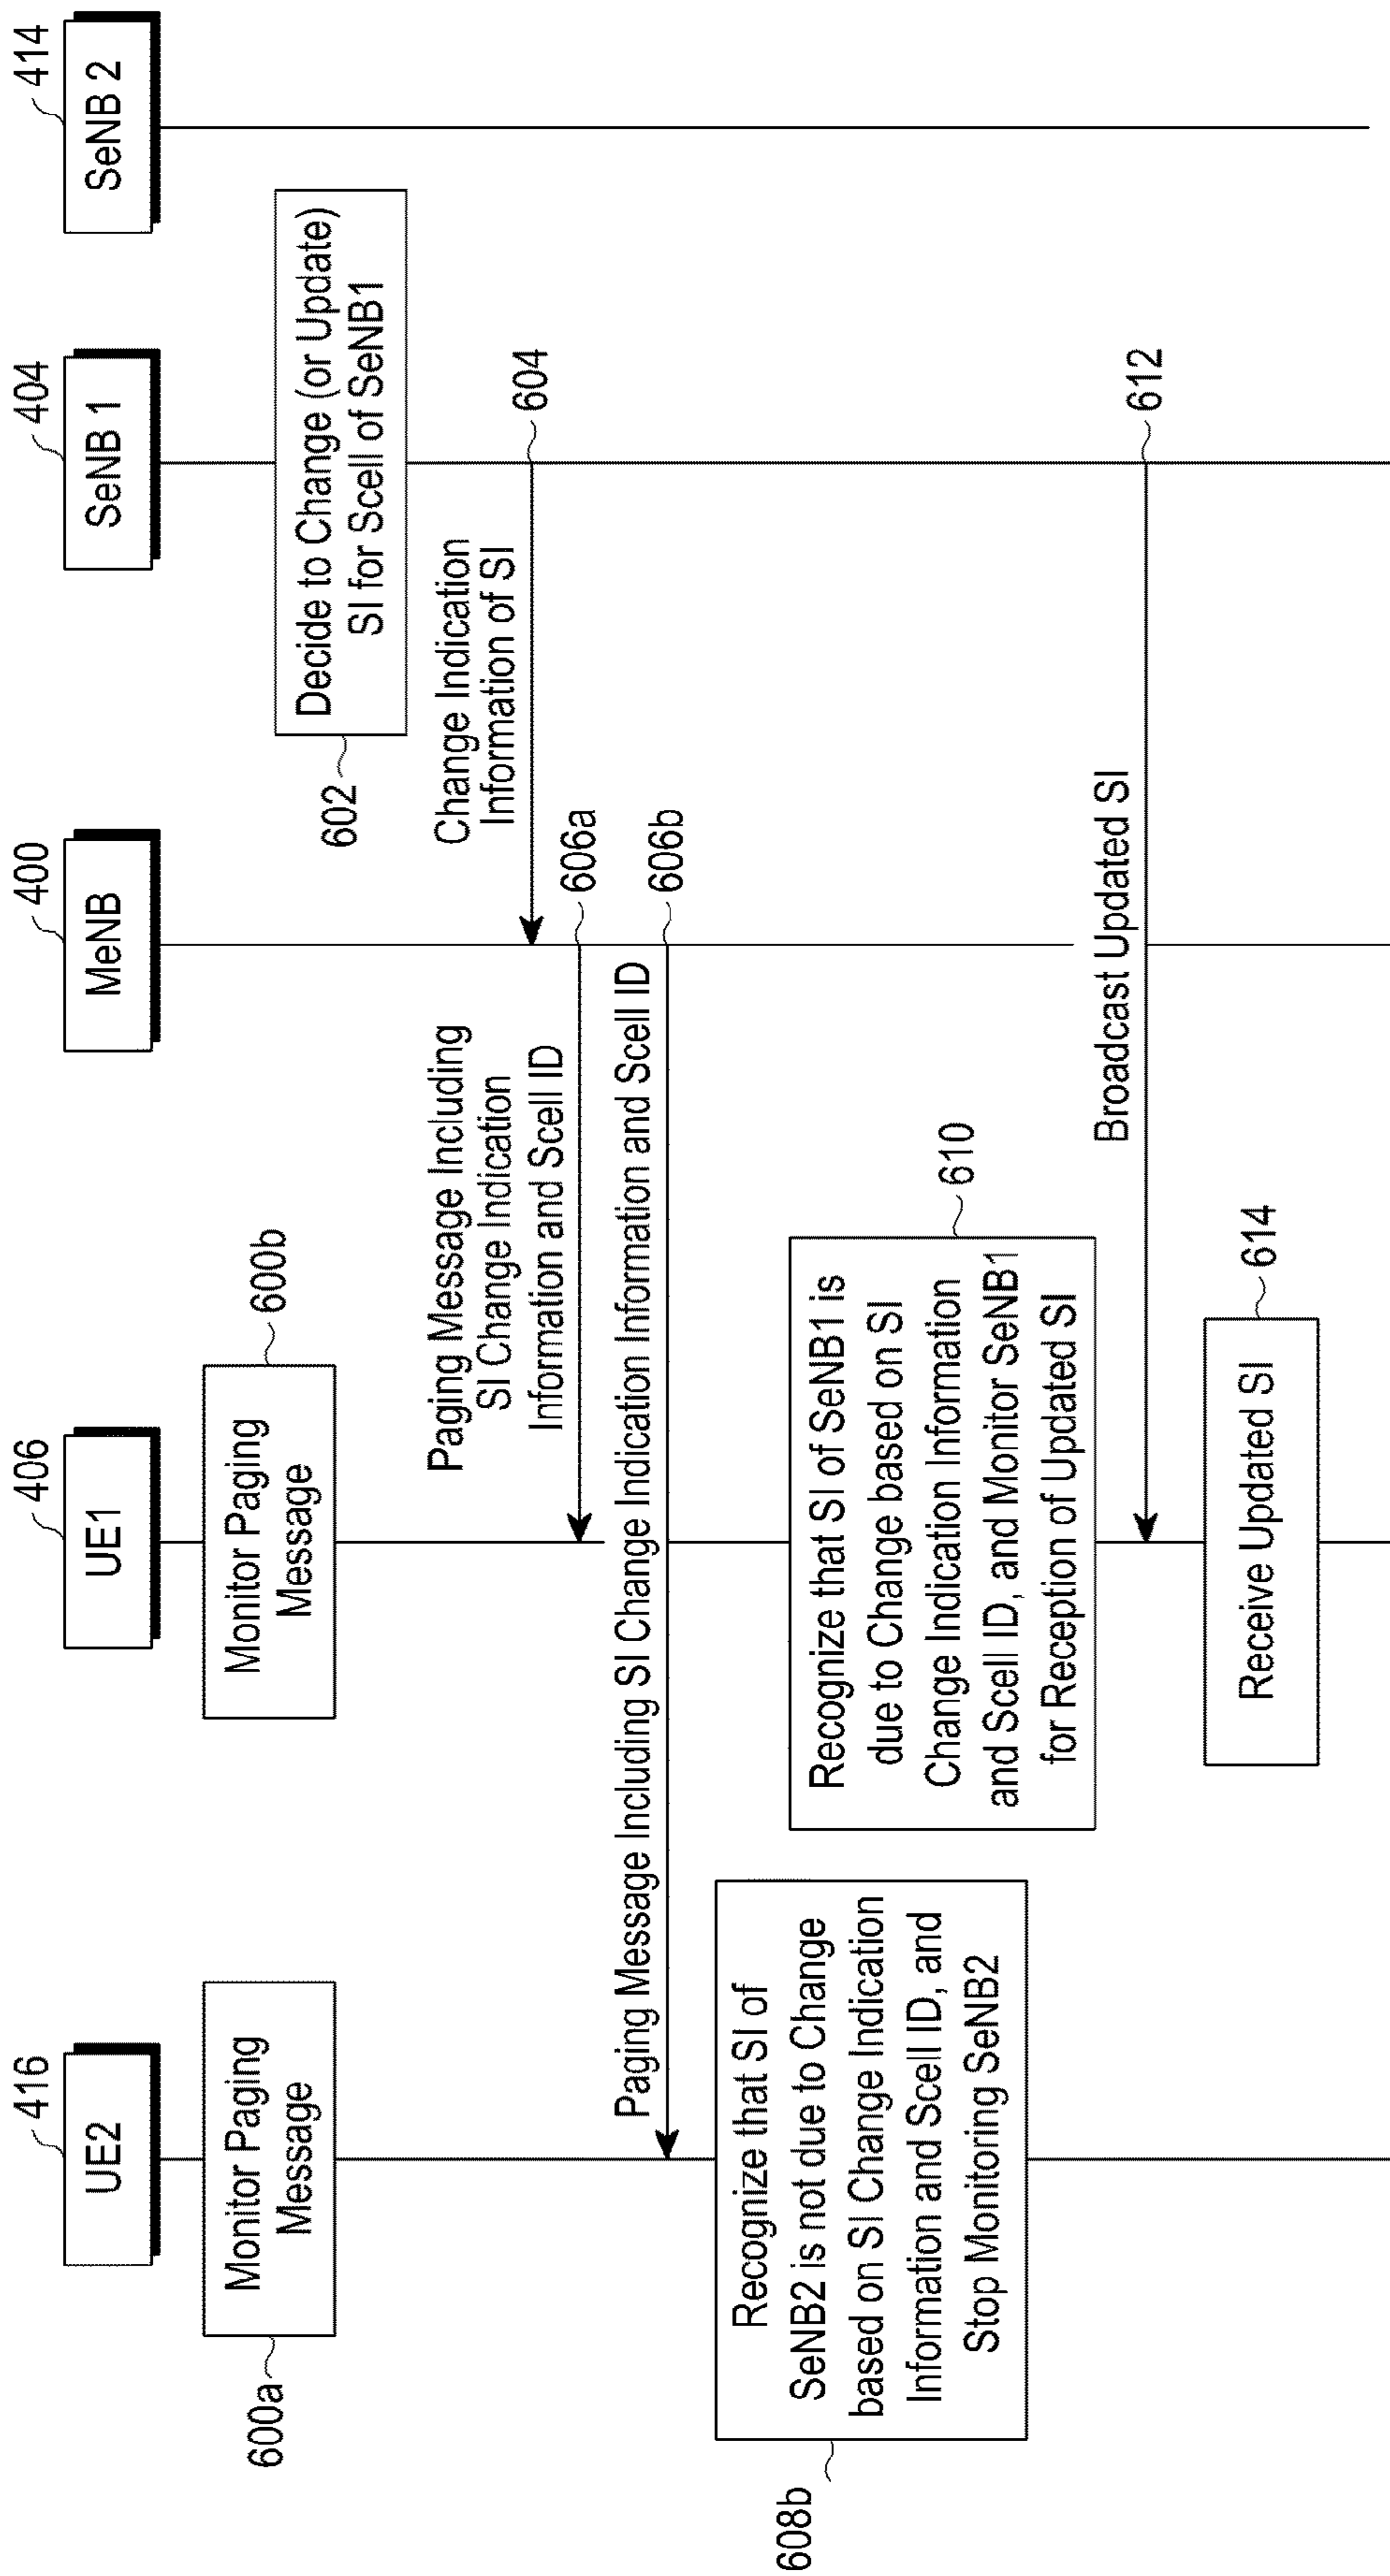 416
406
400
404
414
UE2
UE1
MeNB
SeNB 1
SeNB 2
Monitor Paging
Message
600a
Monitor Paging
Message
600b
Decide to Change (or Update)
SI for Scell of SeNB1
602
Change Indication
Information of SI
604
Paging Message Including
SI Change Indication
Information and Scell ID
606a
Paging Message Including SI Change Indication Information and Scell ID
606b
Recognize that SI of
SeNB2 is not due to Change
based on SI Change Indication
Information and Scell ID, and
Stop Monitoring SeNB2
608b
Recognize that SI of SeNB1 is
due to Change based on SI
Change Indication Information
and Scell ID, and Monitor SeNB1
for Reception of Updated SI
610
Broadcast Updated SI
612
Receive Updated SI
614